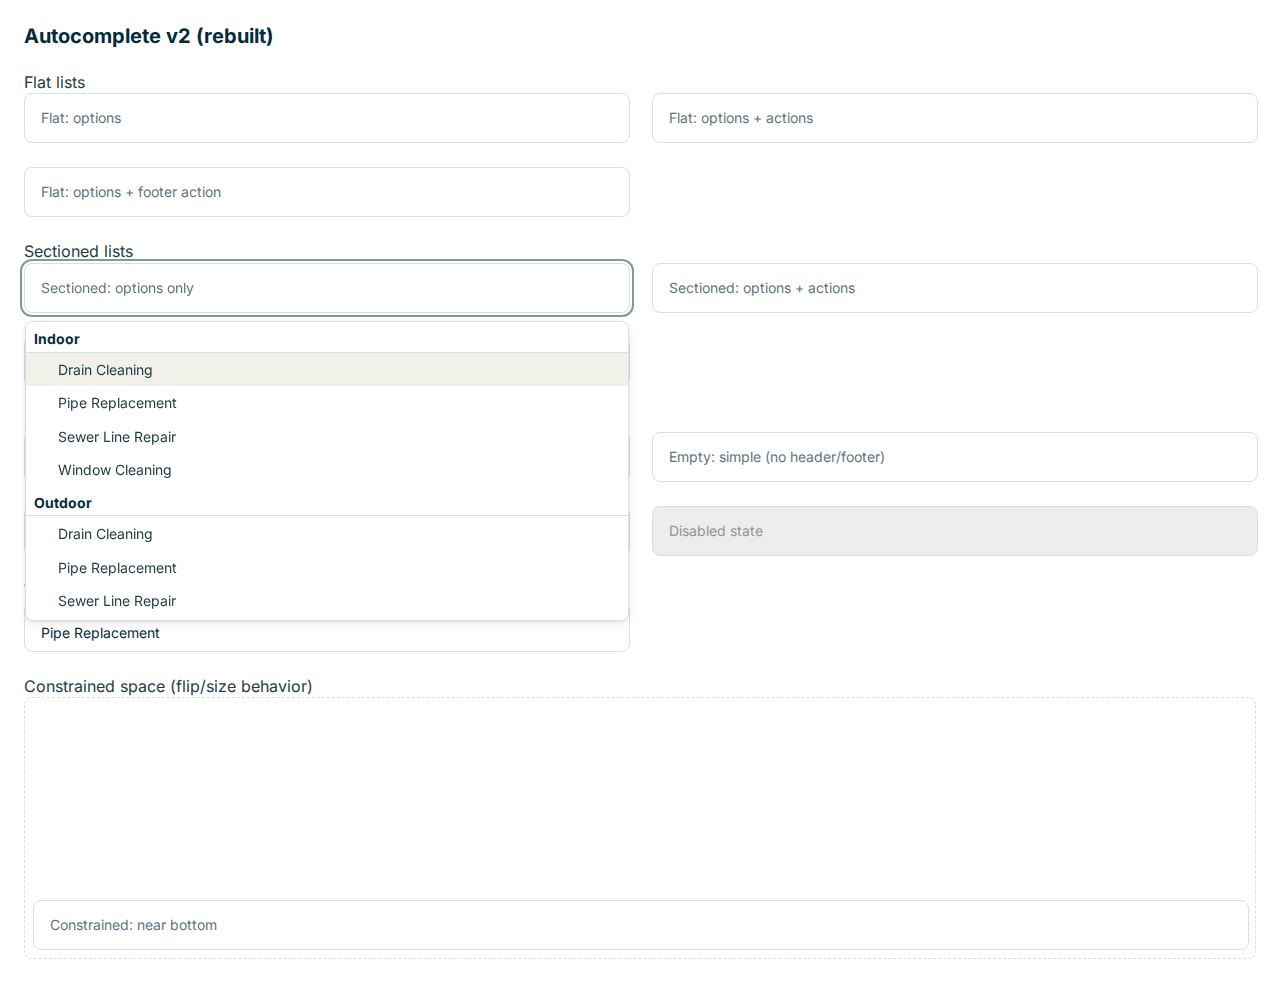 Autocomplete v2 (rebuilt)
Flat lists
Flat: options
Flat: options + actions
Flat: options + footer action
Sectioned lists
Sectioned: options only
Sectioned: options + actions
Indoor
Drain Cleaning
Pipe Replacement
Sewer Line Repair
Window Cleaning
Outdoor
Drain Cleaning
Pipe Replacement
Sewer Line Repair
Empty: simple (no header/footer)
Disabled state
Pipe Replacement
Constrained space (flip/size behavior)
Constrained: near bottom